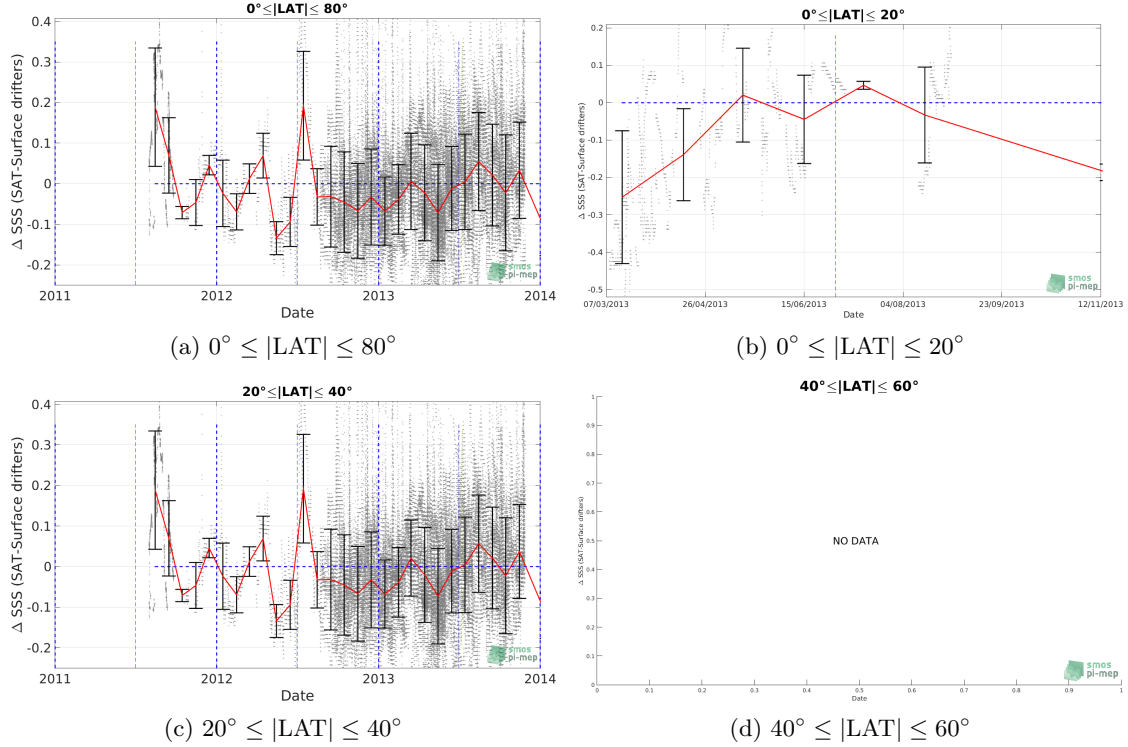 0°≤|LAT|≤ 80°
Δ SSS (SAT-Surface drifters)
0.4
0.3
0.2
0.1
0
-0.1
-0.2
2011
2012
2013
2014
Date
smos
pi-mep
(a) 0° ≤ |LAT| ≤ 80°
0°≤|LAT|≤ 20°
Δ SSS (SAT-Surface drifters)
0.2
0.1
0
-0.1
-0.2
-0.3
-0.4
-0.5
07/03/2013
26/04/2013
15/06/2013
04/08/2013
23/09/2013
12/11/2013
Date
smos
pi-mep
(b) 0° ≤ |LAT| ≤ 20°
20°≤|LAT|≤ 40°
Δ SSS (SAT-Surface drifters)
0.4
0.3
0.2
0.1
0
-0.1
-0.2
2011
2012
2013
2014
Date
smos
pi-mep
(c) 20° ≤ |LAT| ≤ 40°
40°≤|LAT|≤ 60°
Δ SSS (SAT-Surface drifters)
1
0.9
0.8
0.7
0.6
0.5
0.4
0.3
0.2
0.1
0
NO DATA
0
0.1
0.2
0.3
0.4
0.5
0.6
0.7
0.8
0.9
1
Date
smos
pi-mep
(d) 40° ≤ |LAT| ≤ 60°